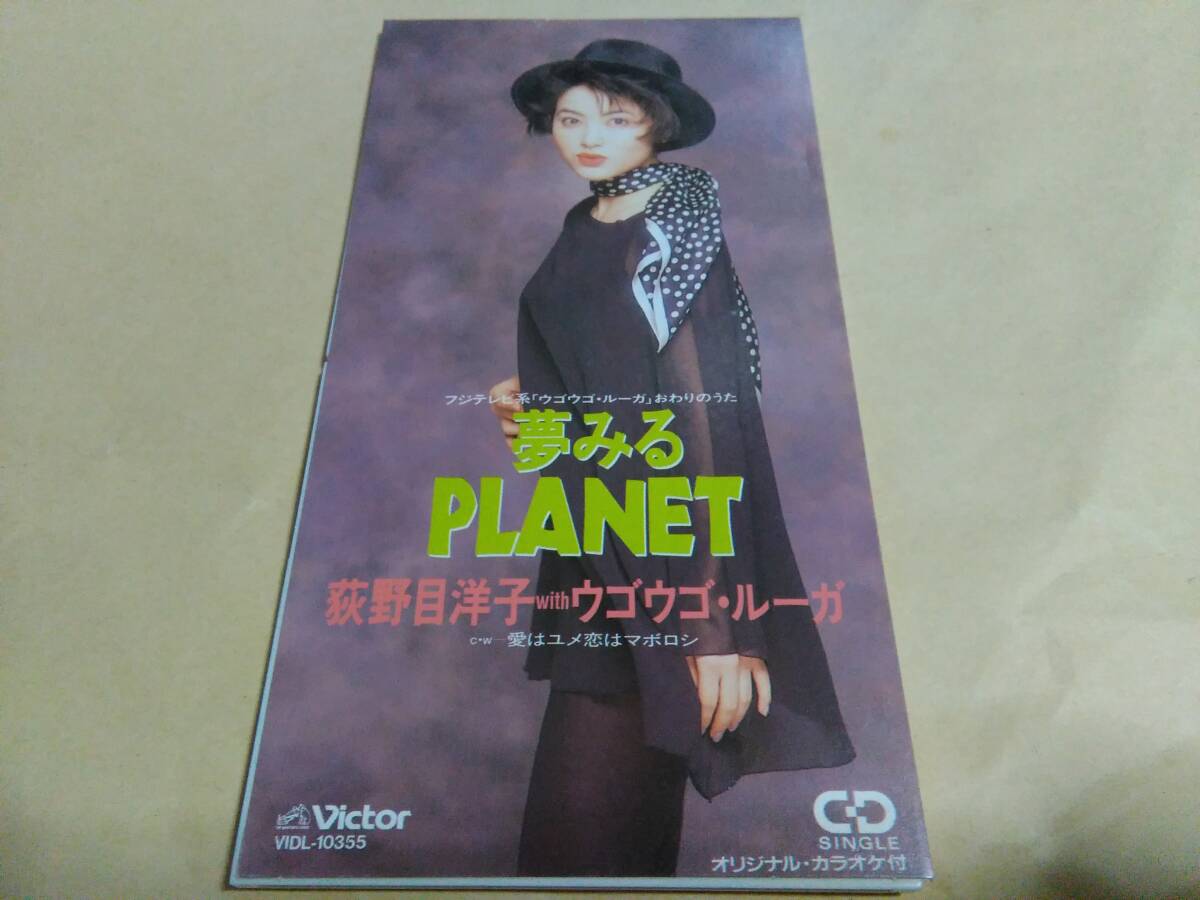 フジテレビ系「ウゴウゴ・ルーガ」おわりのうた
夢みる
PLANET
荻野目洋子withウゴウゴ・ルーガ
c・w—愛はユメ恋はマボロシ
Victor
VIDL-10355
CD
SINGLE
オリジナル・カラオケ付